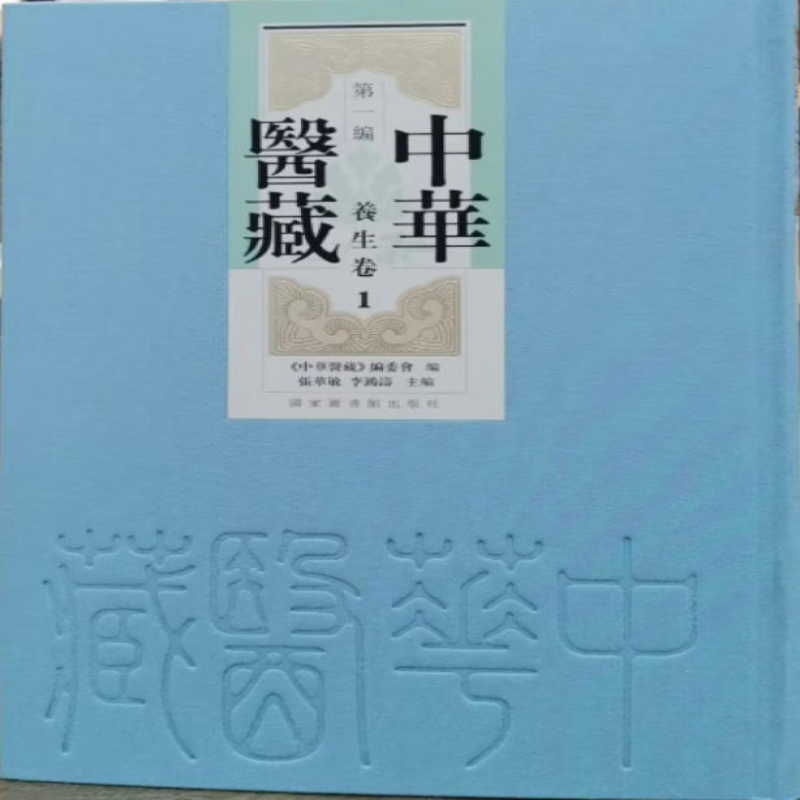 中華
醫藏
第一編
養生卷
1
《中華醫藏》編委會 編
張華敏 李鴻濤 主編
國家圖書館出版社
中華醫藏